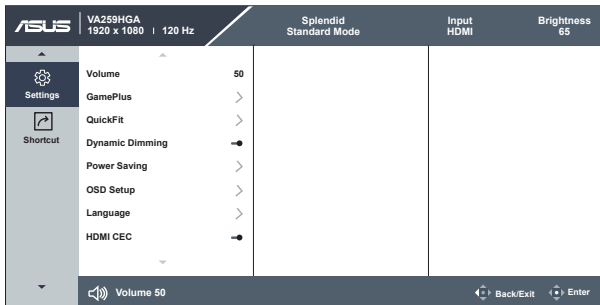 ASUS
VA259HGA
1920 x 1080 | 120 Hz
Splendid
Standard Mode
Input
HDMI
Brightness
65
Settings
Shortcut
Volume 50
GamePlus
QuickFit
Dynamic Dimming
Power Saving
OSD Setup
Language
HDMI CEC
Volume 50
Back/Exit
Enter